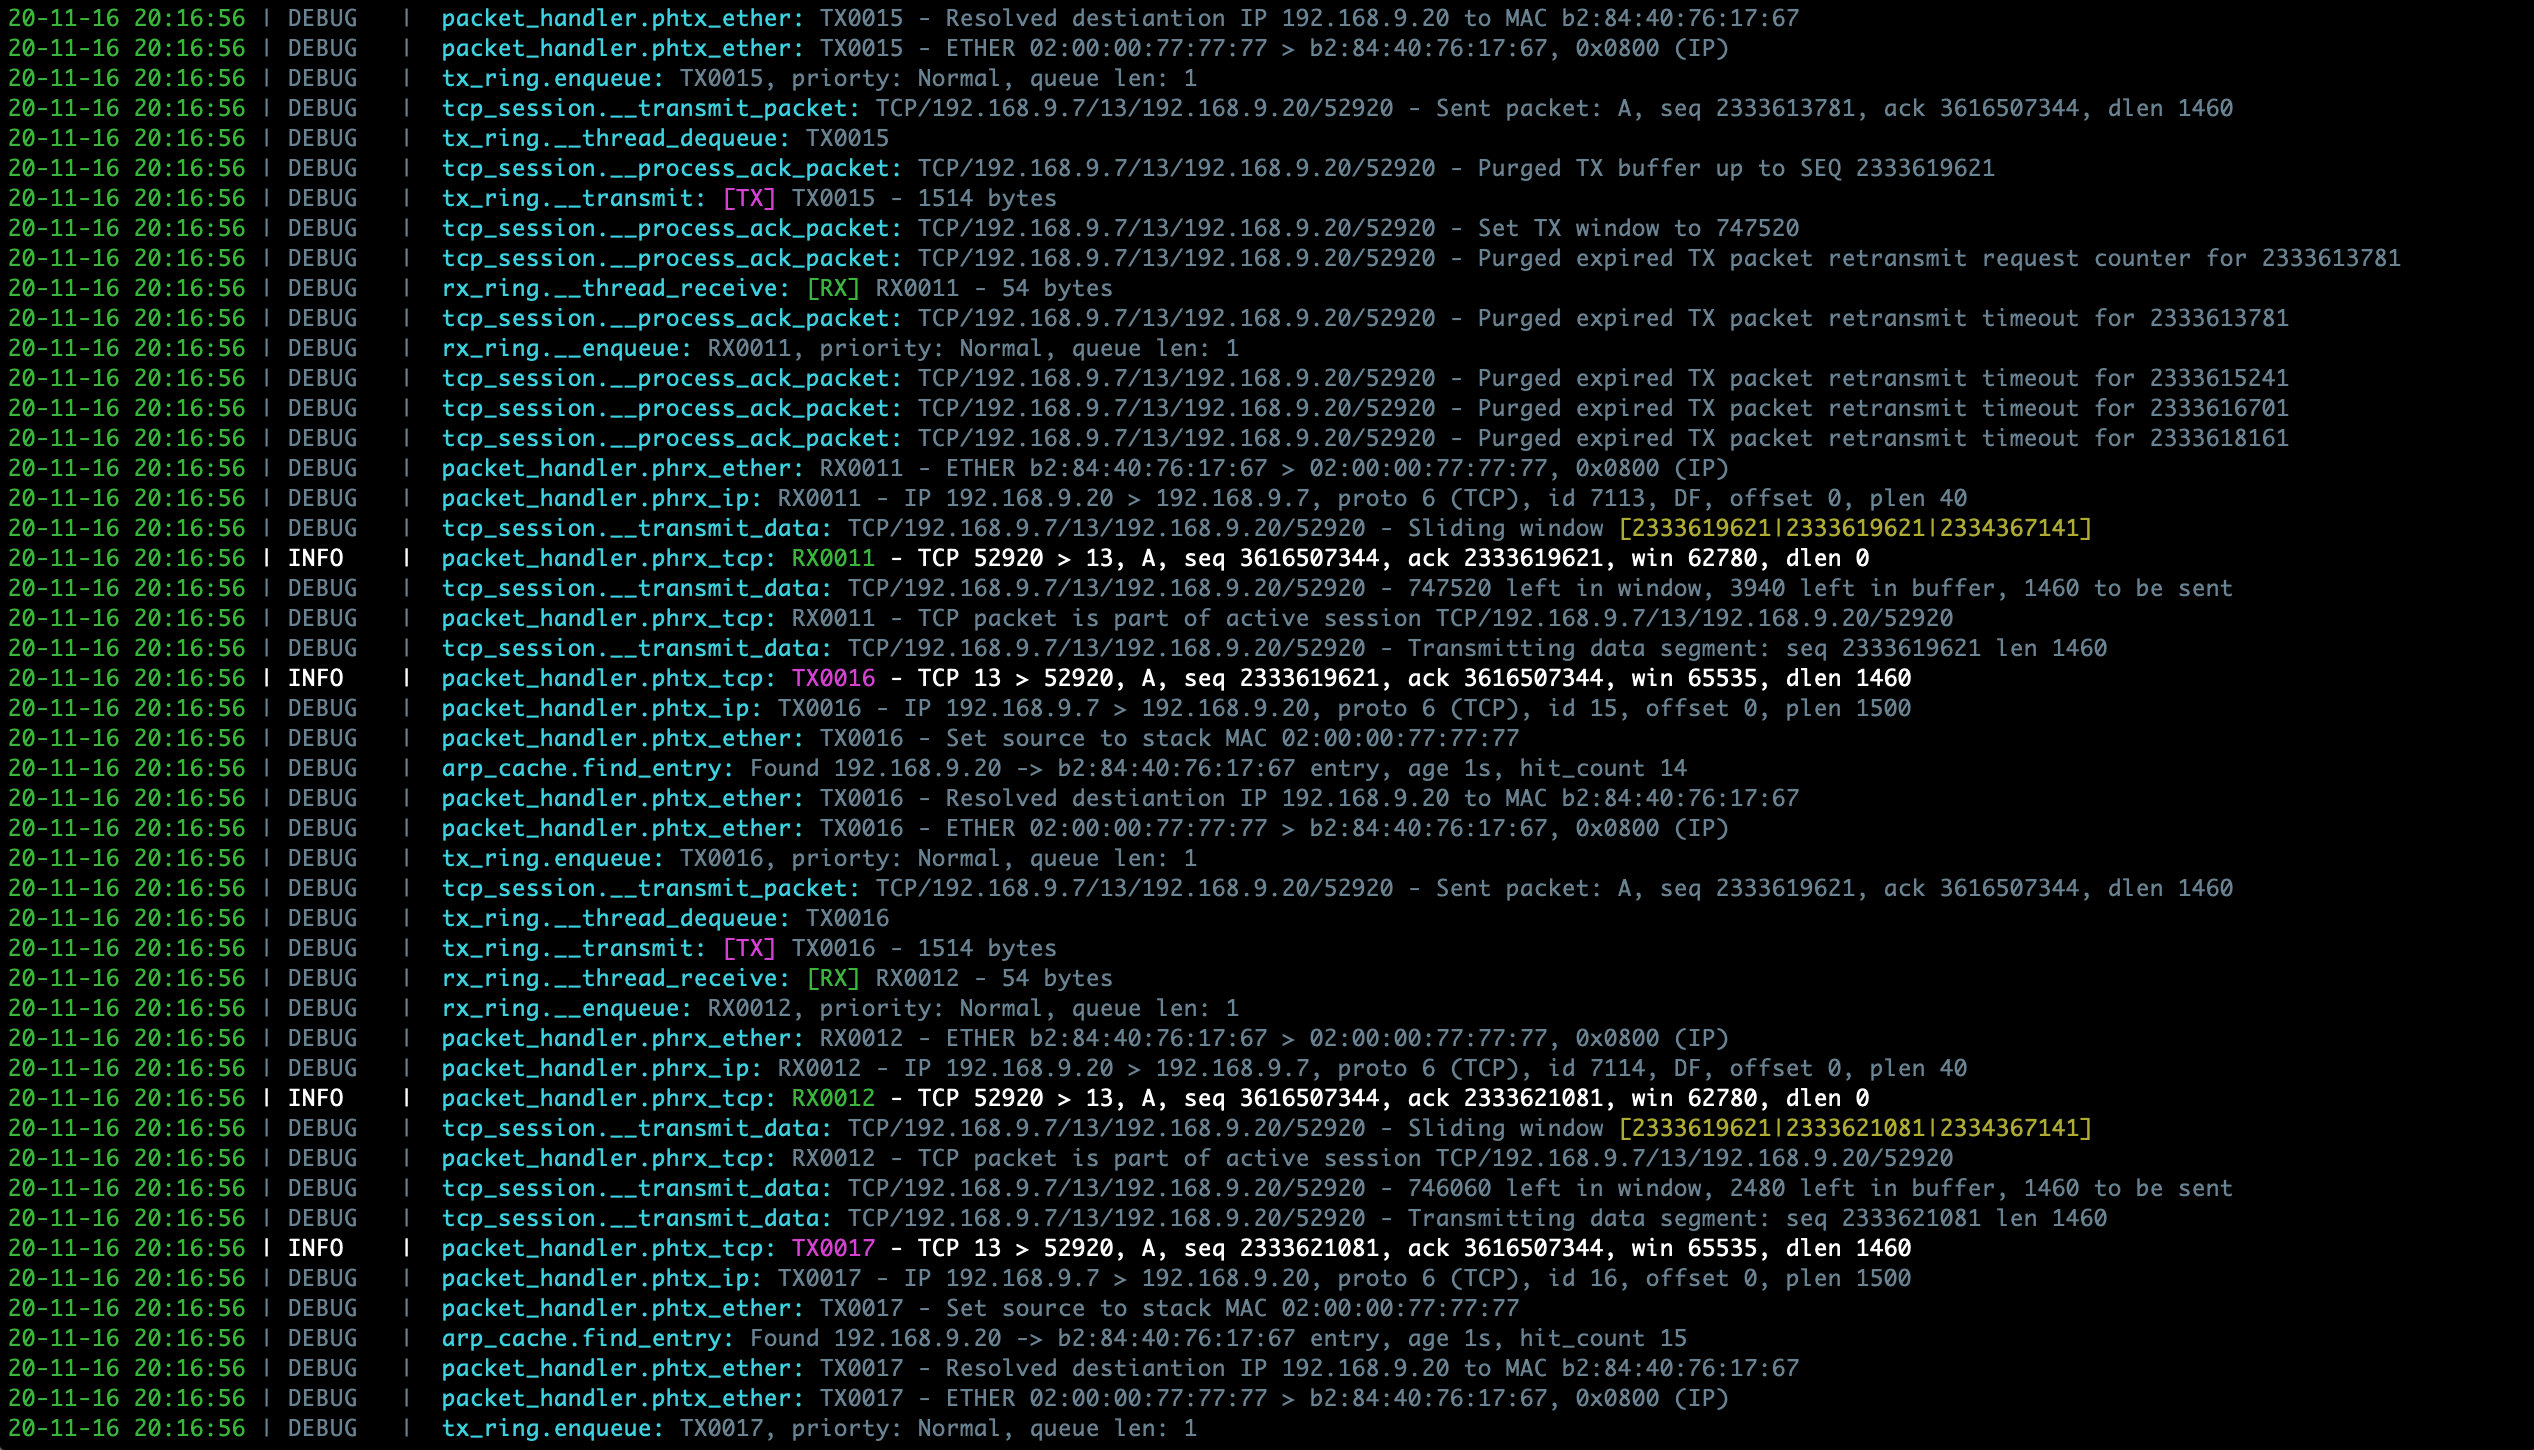 20-11-16 20:16:56 | DEBUG | packet_handler.phtx_ether: TX0015 - Resolved destiantion IP 192.168.9.20 to MAC b2:84:40:76:17:67
20-11-16 20:16:56 | DEBUG | packet_handler.phtx_ether: TX0015 - ETHER 02:00:00:77:77:77 > b2:84:40:76:17:67, 0x0800 (IP)
20-11-16 20:16:56 | DEBUG | tx_ring.enqueue: TX0015, priorty: Normal, queue len: 1
20-11-16 20:16:56 | DEBUG | tcp_session.__transmit_packet: TCP/192.168.9.7/13/192.168.9.20/52920 - Sent packet: A, seq 2333613781, ack 3616507344, dlen 1460
20-11-16 20:16:56 | DEBUG | tx_ring.__thread_dequeue: TX0015
20-11-16 20:16:56 | DEBUG | tcp_session.__process_ack_packet: TCP/192.168.9.7/13/192.168.9.20/52920 - Purged TX buffer up to SEQ 2333619621
20-11-16 20:16:56 | DEBUG | tx_ring.__transmit: [TX] TX0015 - 1514 bytes
20-11-16 20:16:56 | DEBUG | tcp_session.__process_ack_packet: TCP/192.168.9.7/13/192.168.9.20/52920 - Set TX window to 747520
20-11-16 20:16:56 | DEBUG | tcp_session.__process_ack_packet: TCP/192.168.9.7/13/192.168.9.20/52920 - Purged expired TX packet retransmit request counter for 2333613781
20-11-16 20:16:56 | DEBUG | rx_ring.__thread_receive: [RX] RX0011 - 54 bytes
20-11-16 20:16:56 | DEBUG | tcp_session.__process_ack_packet: TCP/192.168.9.7/13/192.168.9.20/52920 - Purged expired TX packet retransmit timeout for 2333613781
20-11-16 20:16:56 | DEBUG | rx_ring.__enqueue: RX0011, priority: Normal, queue len: 1
20-11-16 20:16:56 | DEBUG | tcp_session.__process_ack_packet: TCP/192.168.9.7/13/192.168.9.20/52920 - Purged expired TX packet retransmit timeout for 2333615241
20-11-16 20:16:56 | DEBUG | tcp_session.__process_ack_packet: TCP/192.168.9.7/13/192.168.9.20/52920 - Purged expired TX packet retransmit timeout for 2333616701
20-11-16 20:16:56 | DEBUG | tcp_session.__process_ack_packet: TCP/192.168.9.7/13/192.168.9.20/52920 - Purged expired TX packet retransmit timeout for 2333618161
20-11-16 20:16:56 | DEBUG | packet_handler.phrx_ether: RX0011 - ETHER b2:84:40:76:17:67 > 02:00:00:77:77:77, 0x0800 (IP)
20-11-16 20:16:56 | DEBUG | packet_handler.phrx_ip: RX0011 - IP 192.168.9.20 > 192.168.9.7, proto 6 (TCP), id 7113, DF, offset 0, plen 40
20-11-16 20:16:56 | DEBUG | tcp_session.__transmit_data: TCP/192.168.9.7/13/192.168.9.20/52920 - Sliding window [2333619621|2333619621|2334367141]
20-11-16 20:16:56 | INFO | packet_handler.phrx_tcp: RX0011 - TCP 52920 > 13, A, seq 3616507344, ack 2333619621, win 62780, dlen 0
20-11-16 20:16:56 | DEBUG | tcp_session.__transmit_data: TCP/192.168.9.7/13/192.168.9.20/52920 - 747520 left in window, 3940 left in buffer, 1460 to be sent
20-11-16 20:16:56 | DEBUG | packet_handler.phrx_tcp: RX0011 - TCP packet is part of active session TCP/192.168.9.7/13/192.168.9.20/52920
20-11-16 20:16:56 | DEBUG | tcp_session.__transmit_data: TCP/192.168.9.7/13/192.168.9.20/52920 - Transmitting data segment: seq 2333619621 len 1460
20-11-16 20:16:56 | INFO | packet_handler.phtx_tcp: TX0016 - TCP 13 > 52920, A, seq 2333619621, ack 3616507344, win 65535, dlen 1460
20-11-16 20:16:56 | DEBUG | packet_handler.phtx_ip: TX0016 - IP 192.168.9.7 > 192.168.9.20, proto 6 (TCP), id 15, offset 0, plen 1500
20-11-16 20:16:56 | DEBUG | packet_handler.phtx_ether: TX0016 - Set source to stack MAC 02:00:00:77:77:77
20-11-16 20:16:56 | DEBUG | arp_cache.find_entry: Found 192.168.9.20 -> b2:84:40:76:17:67 entry, age 1s, hit_count 14
20-11-16 20:16:56 | DEBUG | packet_handler.phtx_ether: TX0016 - Resolved destiantion IP 192.168.9.20 to MAC b2:84:40:76:17:67
20-11-16 20:16:56 | DEBUG | packet_handler.phtx_ether: TX0016 - ETHER 02:00:00:77:77:77 > b2:84:40:76:17:67, 0x0800 (IP)
20-11-16 20:16:56 | DEBUG | tx_ring.enqueue: TX0016, priorty: Normal, queue len: 1
20-11-16 20:16:56 | DEBUG | tcp_session.__transmit_packet: TCP/192.168.9.7/13/192.168.9.20/52920 - Sent packet: A, seq 2333619621, ack 3616507344, dlen 1460
20-11-16 20:16:56 | DEBUG | tx_ring.__thread_dequeue: TX0016
20-11-16 20:16:56 | DEBUG | tx_ring.__transmit: [TX] TX0016 - 1514 bytes
20-11-16 20:16:56 | DEBUG | rx_ring.__thread_receive: [RX] RX0012 - 54 bytes
20-11-16 20:16:56 | DEBUG | rx_ring.__enqueue: RX0012, priority: Normal, queue len: 1
20-11-16 20:16:56 | DEBUG | packet_handler.phrx_ether: RX0012 - ETHER b2:84:40:76:17:67 > 02:00:00:77:77:77, 0x0800 (IP)
20-11-16 20:16:56 | DEBUG | packet_handler.phrx_ip: RX0012 - IP 192.168.9.20 > 192.168.9.7, proto 6 (TCP), id 7114, DF, offset 0, plen 40
20-11-16 20:16:56 | INFO | packet_handler.phrx_tcp: RX0012 - TCP 52920 > 13, A, seq 3616507344, ack 2333621081, win 62780, dlen 0
20-11-16 20:16:56 | DEBUG | tcp_session.__transmit_data: TCP/192.168.9.7/13/192.168.9.20/52920 - Sliding window [2333619621|2333621081|2334367141]
20-11-16 20:16:56 | DEBUG | packet_handler.phrx_tcp: RX0012 - TCP packet is part of active session TCP/192.168.9.7/13/192.168.9.20/52920
20-11-16 20:16:56 | DEBUG | tcp_session.__transmit_data: TCP/192.168.9.7/13/192.168.9.20/52920 - 746060 left in window, 2480 left in buffer, 1460 to be sent
20-11-16 20:16:56 | DEBUG | tcp_session.__transmit_data: TCP/192.168.9.7/13/192.168.9.20/52920 - Transmitting data segment: seq 2333621081 len 1460
20-11-16 20:16:56 | INFO | packet_handler.phtx_tcp: TX0017 - TCP 13 > 52920, A, seq 2333621081, ack 3616507344, win 65535, dlen 1460
20-11-16 20:16:56 | DEBUG | packet_handler.phtx_ip: TX0017 - IP 192.168.9.7 > 192.168.9.20, proto 6 (TCP), id 16, offset 0, plen 1500
20-11-16 20:16:56 | DEBUG | packet_handler.phtx_ether: TX0017 - Set source to stack MAC 02:00:00:77:77:77
20-11-16 20:16:56 | DEBUG | arp_cache.find_entry: Found 192.168.9.20 -> b2:84:40:76:17:67 entry, age 1s, hit_count 15
20-11-16 20:16:56 | DEBUG | packet_handler.phtx_ether: TX0017 - Resolved destiantion IP 192.168.9.20 to MAC b2:84:40:76:17:67
20-11-16 20:16:56 | DEBUG | packet_handler.phtx_ether: TX0017 - ETHER 02:00:00:77:77:77 > b2:84:40:76:17:67, 0x0800 (IP)
20-11-16 20:16:56 | DEBUG | tx_ring.enqueue: TX0017, priorty: Normal, queue len: 1